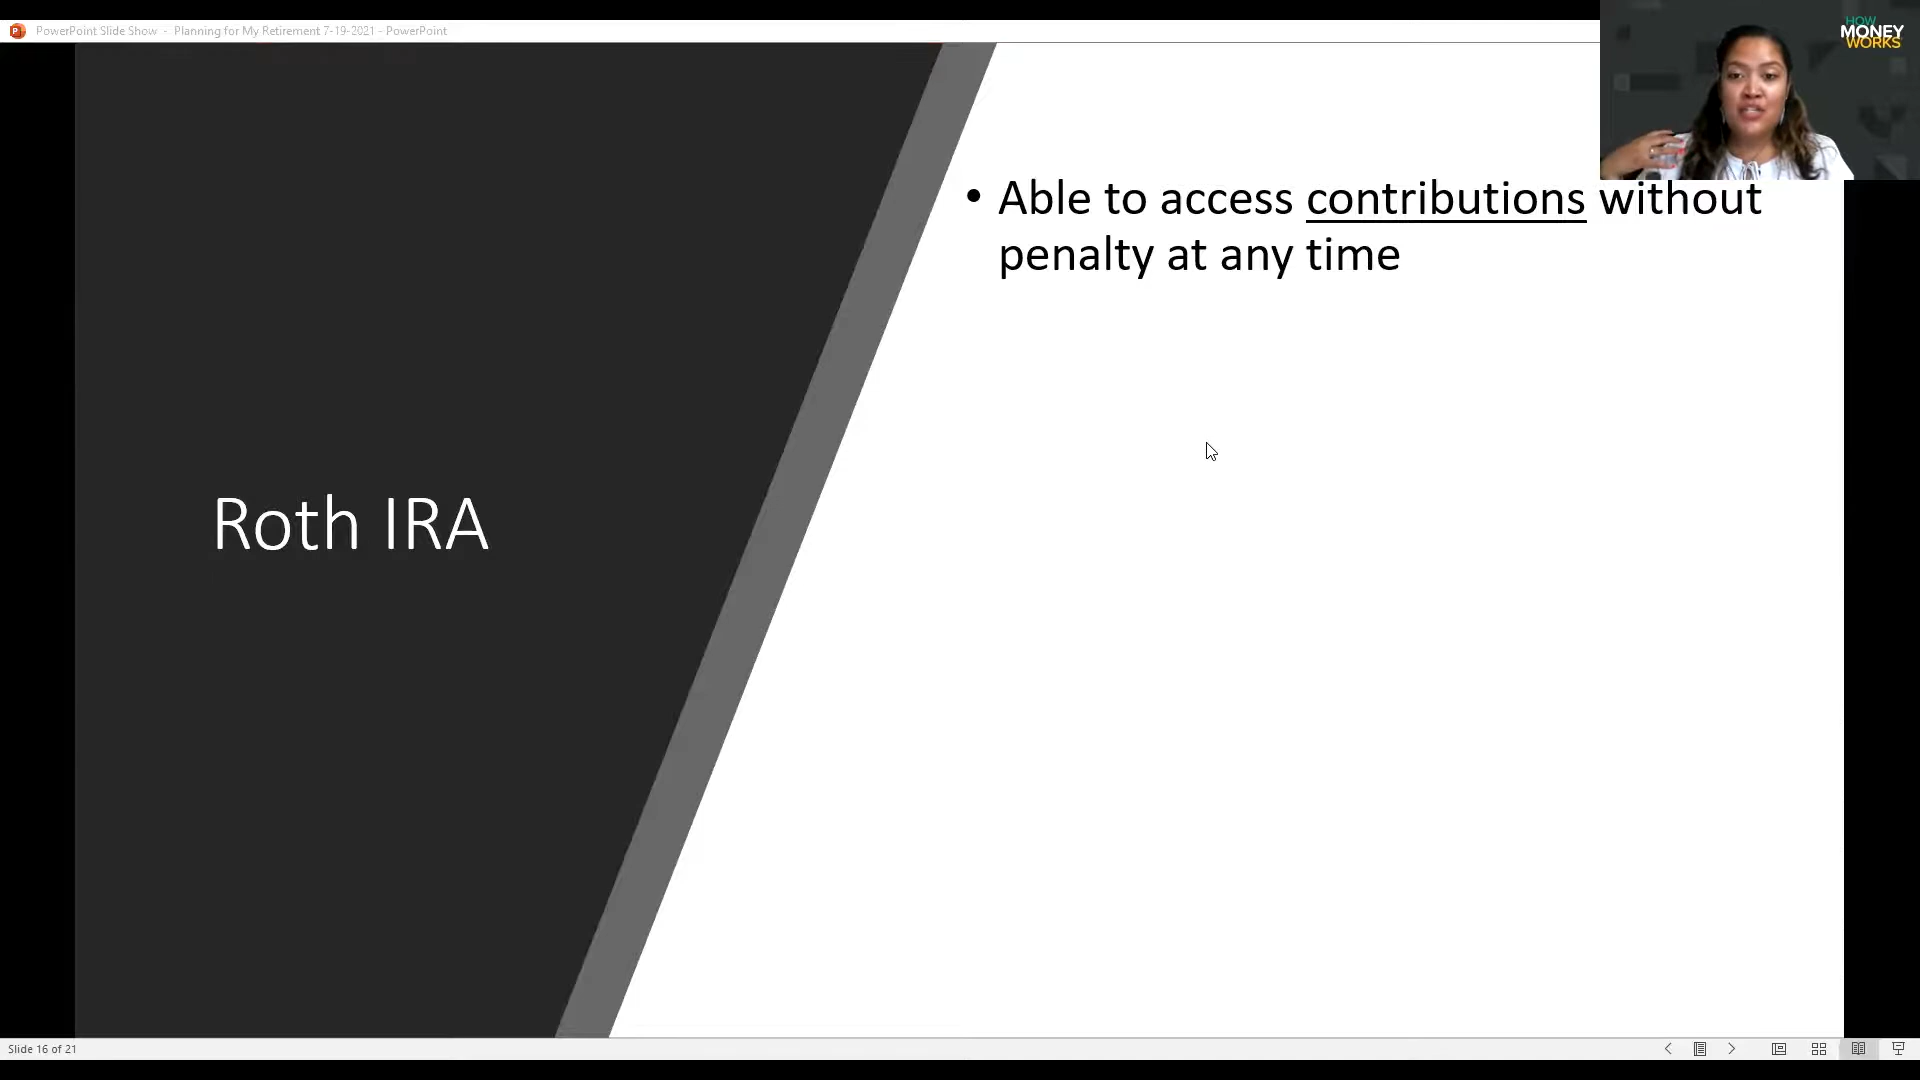 PowerPoint Slide Show - Planning for My Retirement 7-19-2021 - PowerPoint
HOW
MONEY
WORKS
• Able to access contributions without
penalty at any time
Roth IRA
Slide 16 of 21